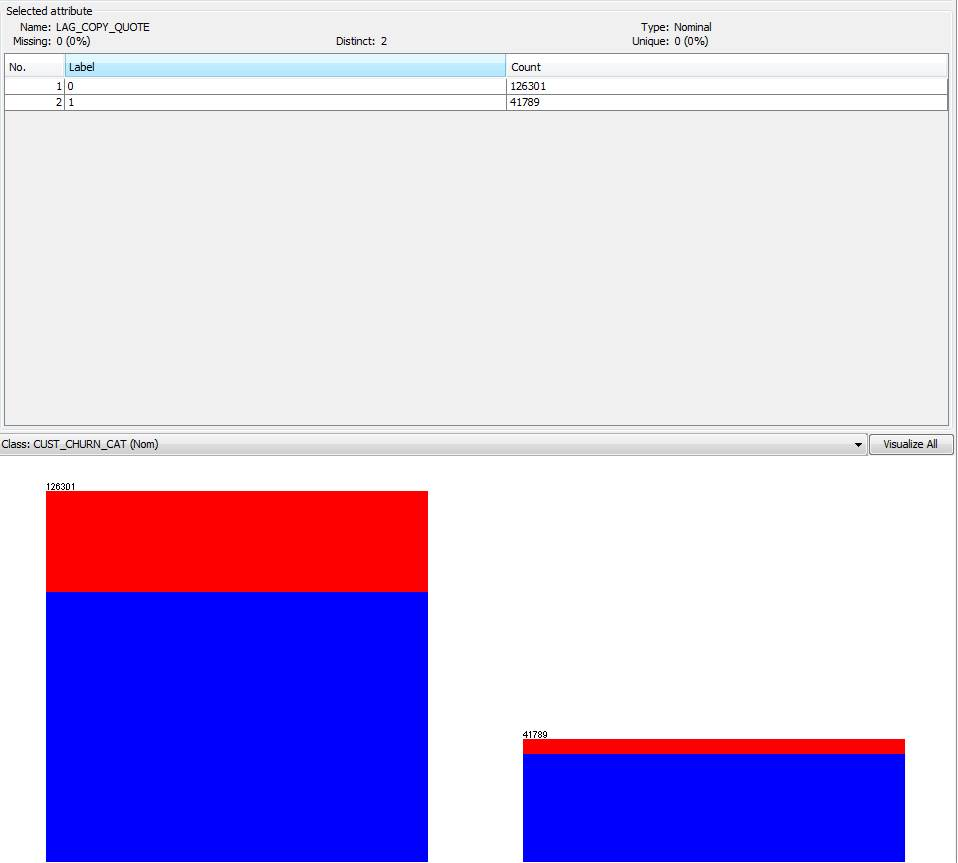 Selected attribute
Name: LAG_COPY_QUOTE Type: Nominal
Missing: 0 (0%) Distinct: 2 Unique: 0 (0%)
No. Label Count
1 0 126301
2 1 41789
Class: CUST_CHURN_CAT (Nom) Visualize All
126301
41789